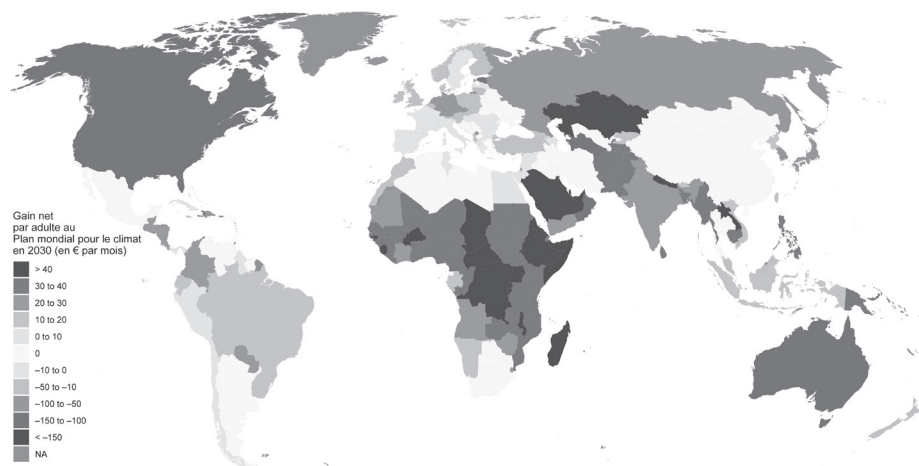 Gain net
par adulte au
Plan mondial pour le climat
en 2030 (en € par mois)
> 40
30 to 40
20 to 30
10 to 20
0 to 10
0
–10 to 0
–50 to –10
–100 to –50
–150 to –100
< –150
NA